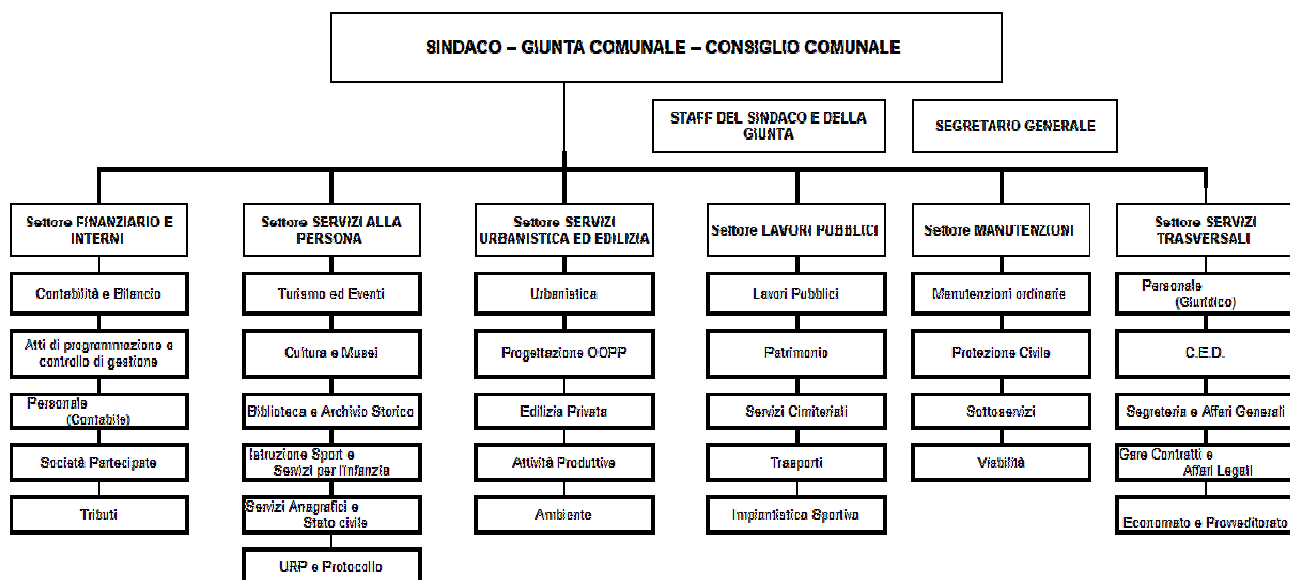 SINDACO – GIUNTA COMUNALE – CONSIGLIO COMUNALE
STAFF DEL SINDACO E DELLA
GIUNTA
SEGRETARIO GENERALE
Settore FINANZIARIO E
INTERNI
Contabilità e Bilancio
Atti di programmazione e
controllo di gestione
Personale
(Contabile)
Società Partecipate
Tributi
Settore SERVIZI ALLA
PERSONA
Turismo ed Eventi
Cultura e Musei
Biblioteca e Archivio Storico
Istruzione Sport e
Servizi per l'infanzia
Servizi Anagrafici e
Stato civile
URP e Protocollo
Settore SERVIZI
URBANISTICA ED EDILIZIA
Urbanistica
Progettazione OOPP
Edilizia Privata
Attività Produttive
Ambiente
Settore LAVORI PUBBLICI
Lavori Pubblici
Patrimonio
Servizi Cimiteriali
Trasporti
Impiantistica Sportiva
Settore MANUTENZIONI
Manutenzioni ordinarie
Protezione Civile
Sottoservizi
Viabilità
Settore SERVIZI
TRASVERSALI
Personale
(Giuridico)
C.E.D.
Segreteria e Affari Generali
Gare Contratti e
Affari Legali
Economato e Provveditorato